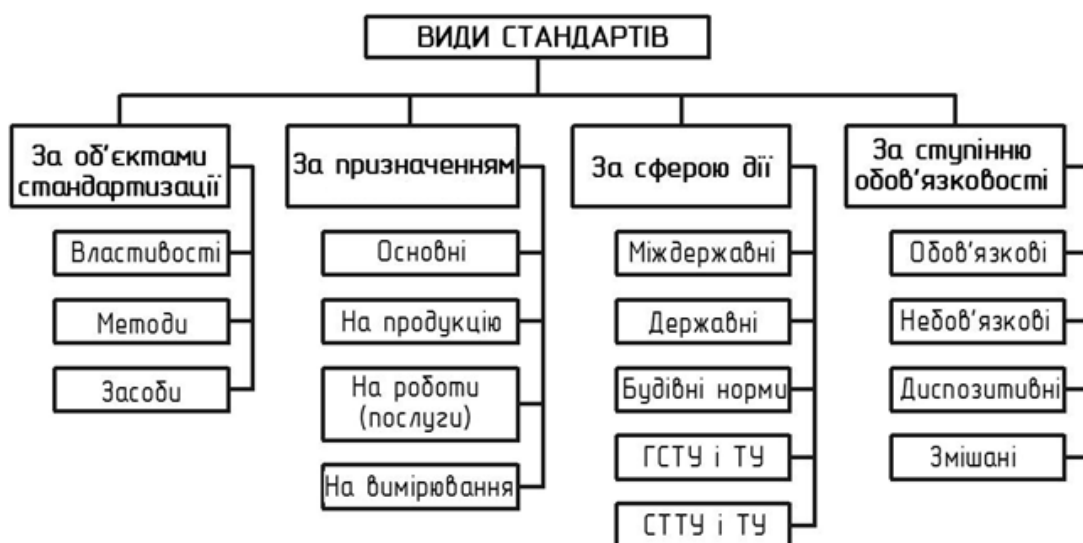 ВИДИ СТАНДАРТІВ
За об'єктами
стандартизації
Властивості
Методи
Засоби
За призначенням
Основні
На продукцію
На роботи
(послуги)
На вимірювання
За сферою дії
Міждержавні
Державні
Будівні норми
ГСТУ і ТУ
СТТУ і ТУ
За ступінню
обов'язковості
Обов'язкові
Небов'язкові
Диспозитивні
Змішані